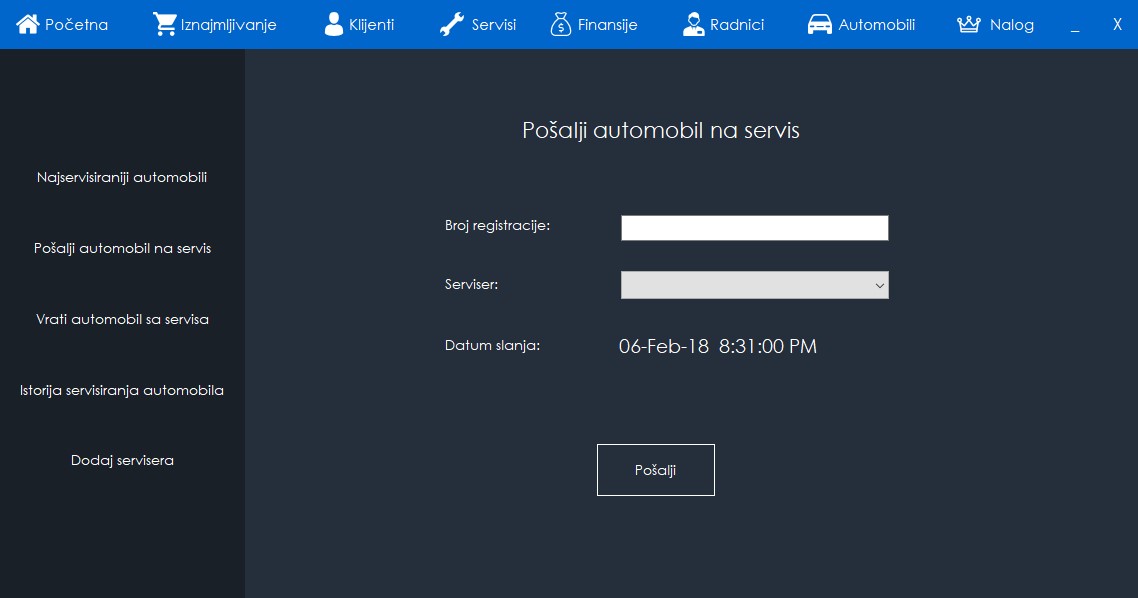 Početna Iznajmljivanje Klijenti Servisi Finansije Radnici Automobili Nalog _ X
Pošalji automobil na servis
Najservisiraniji automobili
Broj registracije:
Pošalji automobil na servis
Serviser:
Vrati automobil sa servisa
Datum slanja: 06-Feb-18 8:31:00 PM
Istorija servisiranja automobila
Dodaj servisera
Pošalji